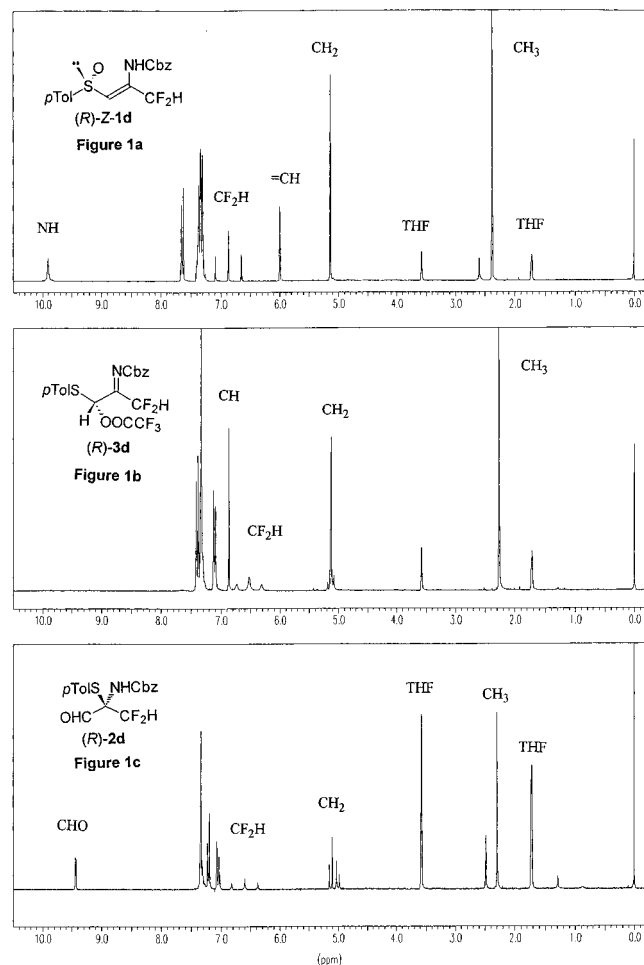 O
NHCbz
S
pTol
CF₂H
(R)-Z-1d
Figure 1a
NH
CF₂H
=CH
CH₂
THF
CH₃
THF
10.0 9.0 8.0 7.0 6.0 5.0 4.0 3.0 2.0 1.0 0.0
NCbz
pTolS
CF₂H
H OOCCF₃
(R)-3d
Figure 1b
CH
CF₂H
CH₂
CH₃
10.0 9.0 8.0 7.0 6.0 5.0 4.0 3.0 2.0 1.0 0.0
pTolS NHCbz
OHC CF₂H
(R)-2d
Figure 1c
CHO
CF₂H
CH₂
THF
CH₃
THF
10.0 9.0 8.0 7.0 6.0 5.0 4.0 3.0 2.0 1.0 0.0
(ppm)